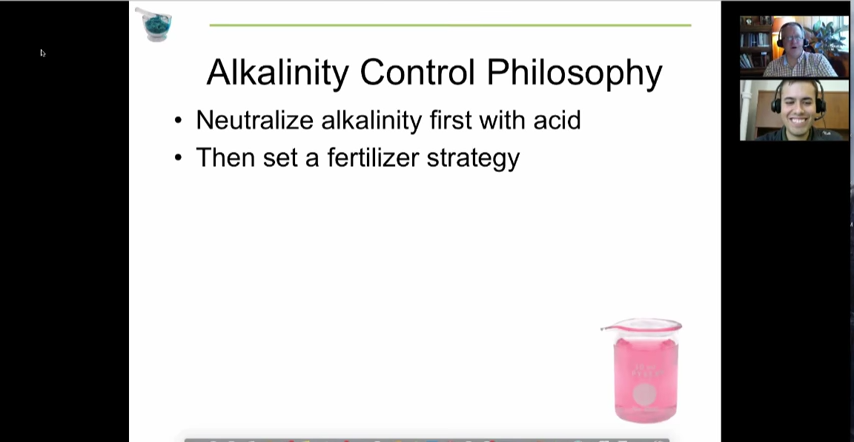 Alkalinity Control Philosophy
• Neutralize alkalinity first with acid
• Then set a fertilizer strategy